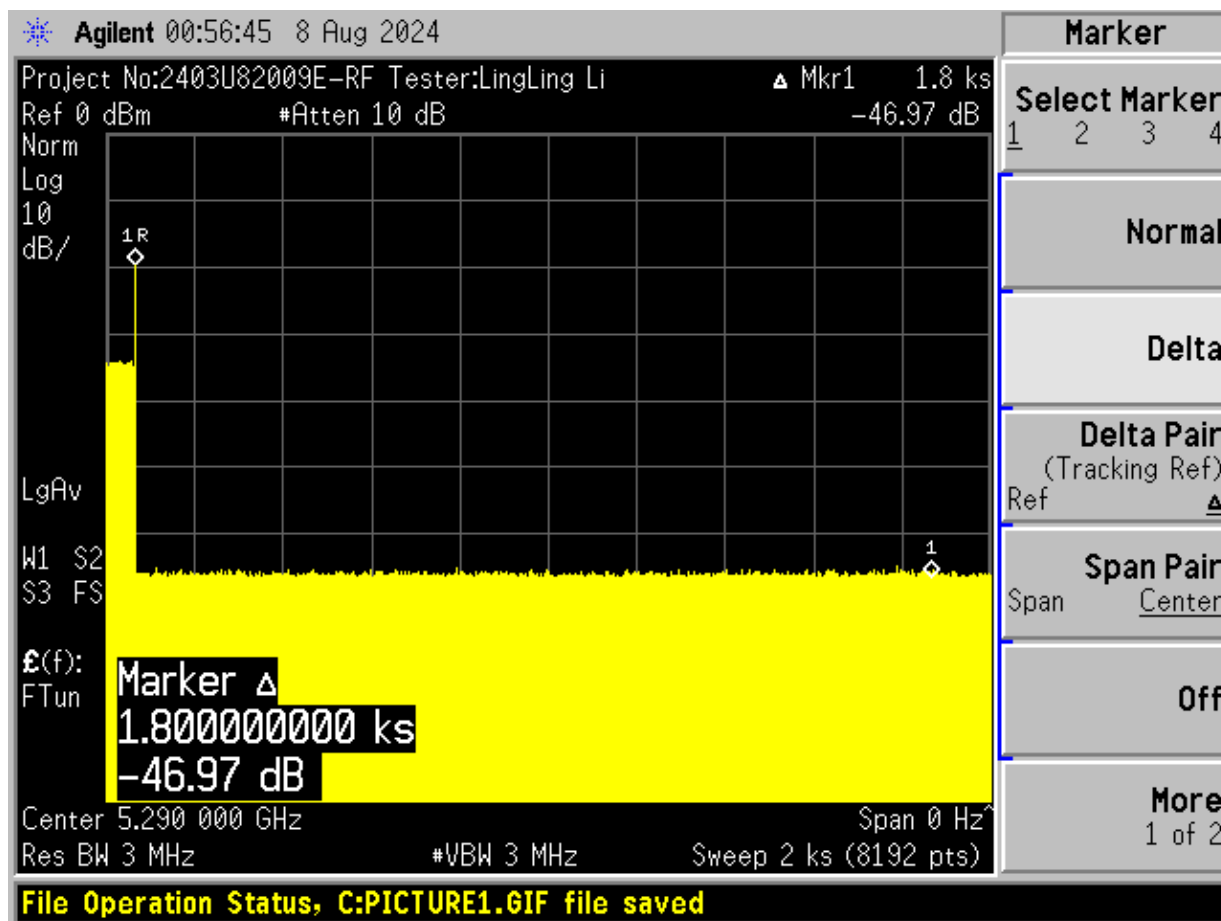 Agilent 00:56:45 8 Aug 2024
Project No:2403U82009E-RF Tester:LingLing Li
Δ Mkr1 1.8 ks
Ref 0 dBm #Atten 10 dB -46.97 dB
Norm
Log
10
dB/
1R
LgAv
1
W1 S2
S3 FS
£(f):
FTun
Marker Δ
1.800000000 ks
-46.97 dB
Center 5.290 000 GHz Span 0 Hz^
Res BW 3 MHz #VBW 3 MHz Sweep 2 ks (8192 pts)
File Operation Status, C:PICTURE1.GIF file saved
Marker
Select Marker
1 2 3 4
Normal
Delta
Delta Pair
(Tracking Ref)
Ref Δ
Span Pair
Span Center
Off
More
1 of 2